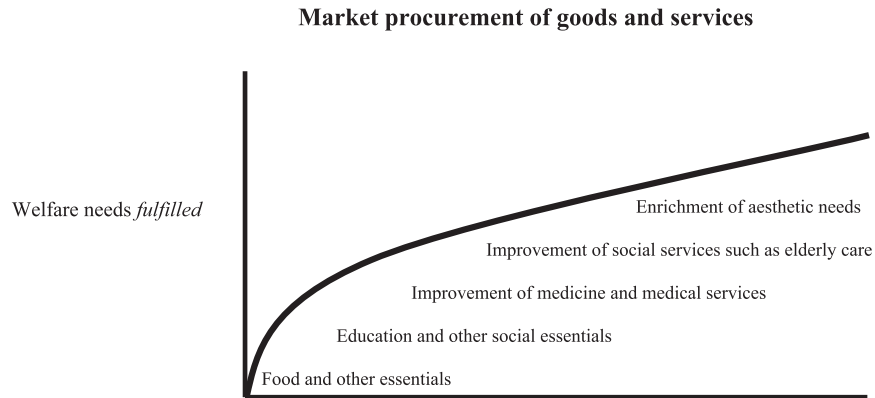 Market procurement of goods and services
Welfare needs fulfilled
Enrichment of aesthetic needs
Improvement of social services such as elderly care
Improvement of medicine and medical services
Education and other social essentials
Food and other essentials